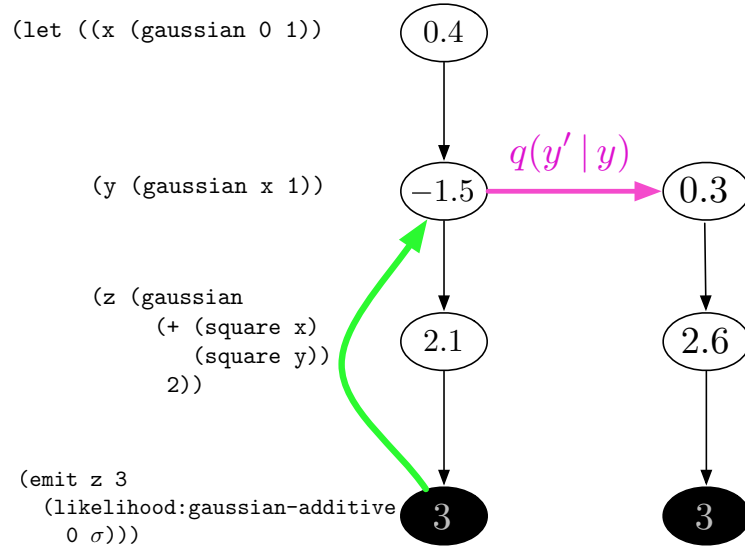 (let ((x (gaussian 0 1))
0.4
q(y′ | y)
(y (gaussian x 1))
−1.5
0.3
(z (gaussian
(+ (square x)
(square y))
2))
2.1
2.6
(emit z 3
(likelihood:gaussian-additive
0 σ)))
3
3